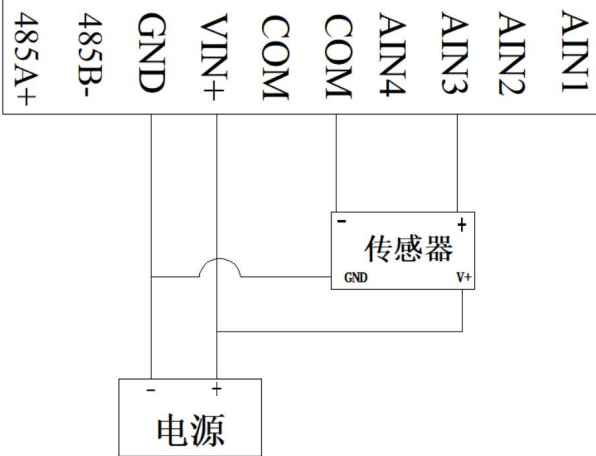 485A+
485B-
GND
VIN+
COM
COM
AIN4
AIN3
AIN2
AIN1
- +
传感器
GND V+
- +
电源